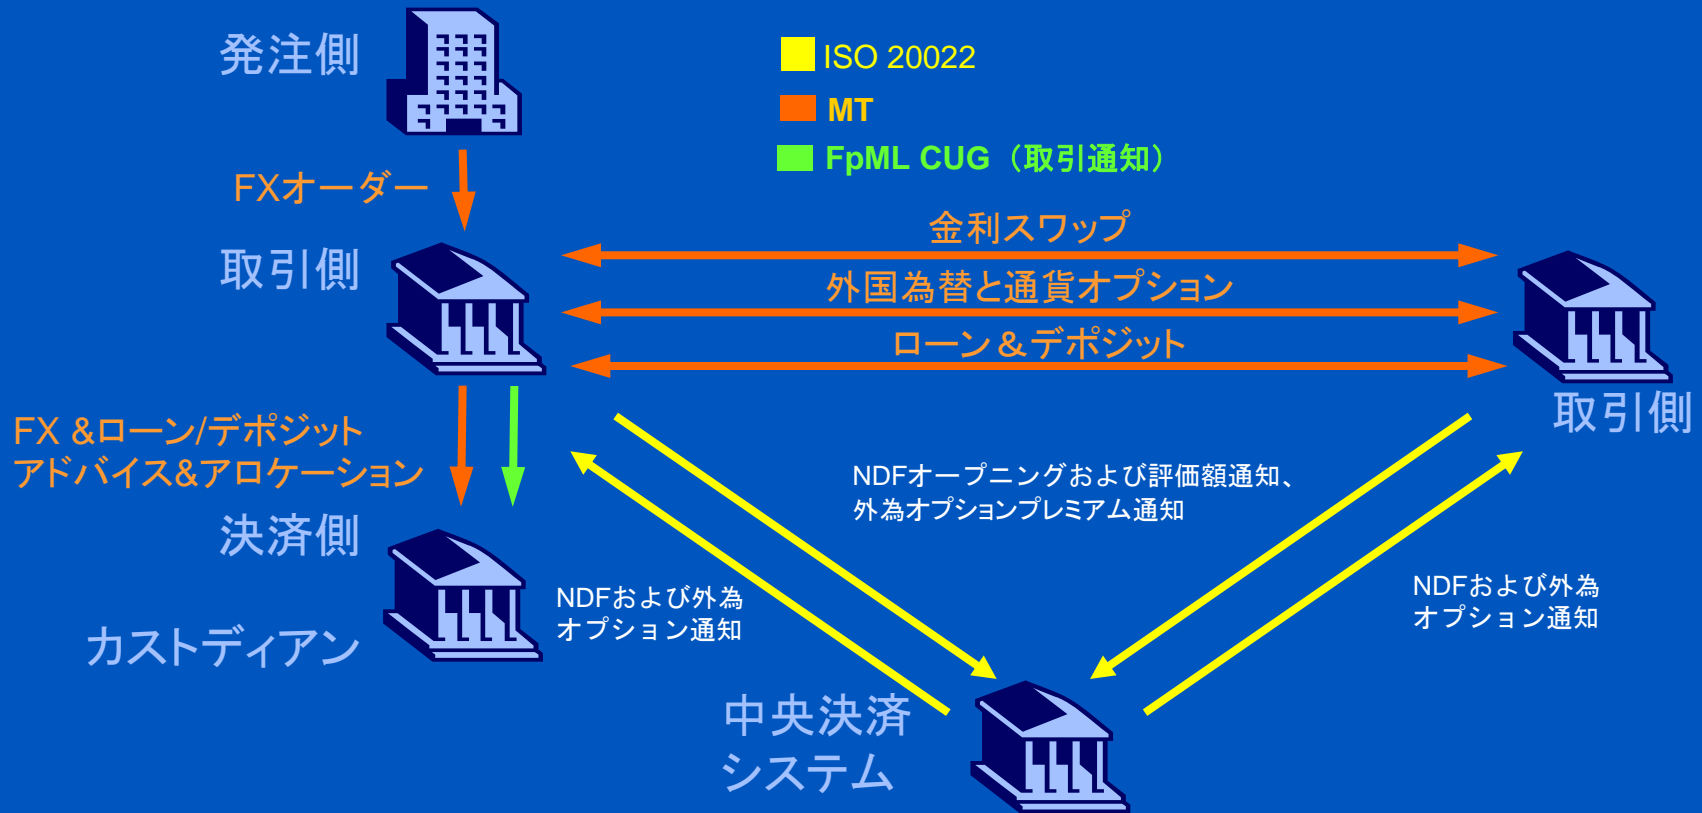 発注側
ISO 20022
MT
FpML CUG（取引通知）
FXオーダー
金利スワップ
取引側
外国為替と通貨オプション
ローン＆デポジット
取引側
FX &ローン/デポジット
アドバイス&アロケーション
NDFオープニングおよび評価額通知、
外為オプションプレミアム通知
決済側
NDFおよび外為
オプション通知
NDFおよび外為
オプション通知
カストディアン
中央決済
システム